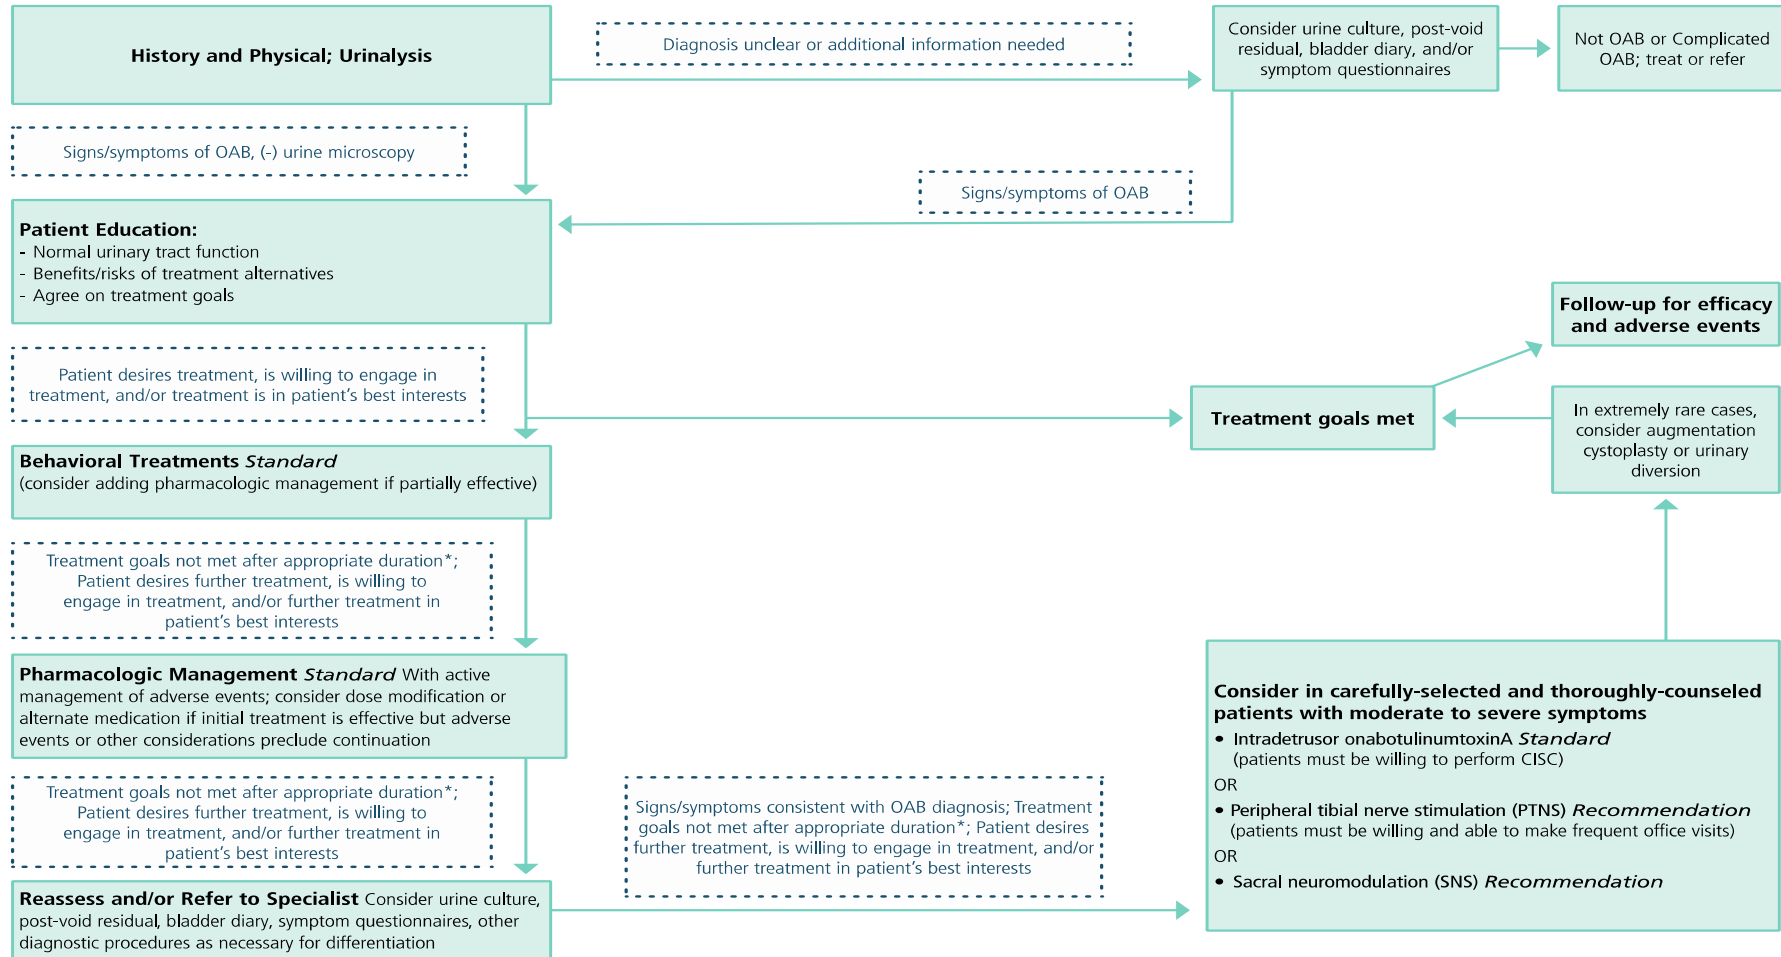 History and Physical; Urinalysis
Diagnosis unclear or additional information needed
Consider urine culture, post-void
residual, bladder diary, and/or
symptom questionnaires
Not OAB or Complicated
OAB; treat or refer
Signs/symptoms of OAB, (-) urine microscopy
Signs/symptoms of OAB
Patient Education:
- Normal urinary tract function
- Benefits/risks of treatment alternatives
- Agree on treatment goals
Follow-up for efficacy
and adverse events
Patient desires treatment, is willing to engage in
treatment, and/or treatment is in patient’s best interests
Treatment goals met
In extremely rare cases,
consider augmentation
cystoplasty or urinary
diversion
Behavioral Treatments Standard
(consider adding pharmacologic management if partially effective)
Treatment goals not met after appropriate duration*;
Patient desires further treatment, is willing to
engage in treatment, and/or further treatment in
patient’s best interests
Pharmacologic Management Standard With active
management of adverse events; consider dose modification or
alternate medication if initial treatment is effective but adverse
events or other considerations preclude continuation
Treatment goals not met after appropriate duration*;
Patient desires further treatment, is willing to
engage in treatment, and/or further treatment in
patient’s best interests
Reassess and/or Refer to Specialist Consider urine culture,
post-void residual, bladder diary, symptom questionnaires, other
diagnostic procedures as necessary for differentiation
Signs/symptoms consistent with OAB diagnosis; Treatment
goals not met after appropriate duration*; Patient desires
further treatment, is willing to engage in treatment, and/or
further treatment in patient’s best interests
Consider in carefully-selected and thoroughly-counseled
patients with moderate to severe symptoms
• Intradetrusor onabotulinumtoxinA Standard
(patients must be willing to perform CISC)
OR
• Peripheral tibial nerve stimulation (PTNS) Recommendation
(patients must be willing and able to make frequent office visits)
OR
• Sacral neuromodulation (SNS) Recommendation